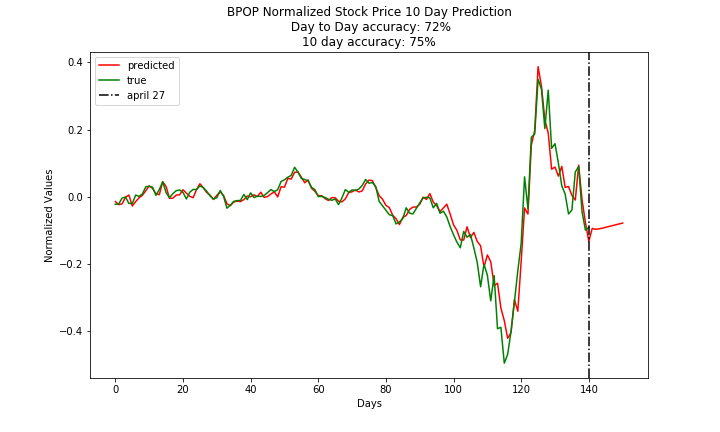 BPOP Normalized Stock Price 10 Day Prediction
Day to Day accuracy: 72%
10 day accuracy: 75%
predicted
true
april 27
0.4
0.2
0.0
−0.2
−0.4
Normalized Values
0 20 40 60 80 100 120 140 160
Days